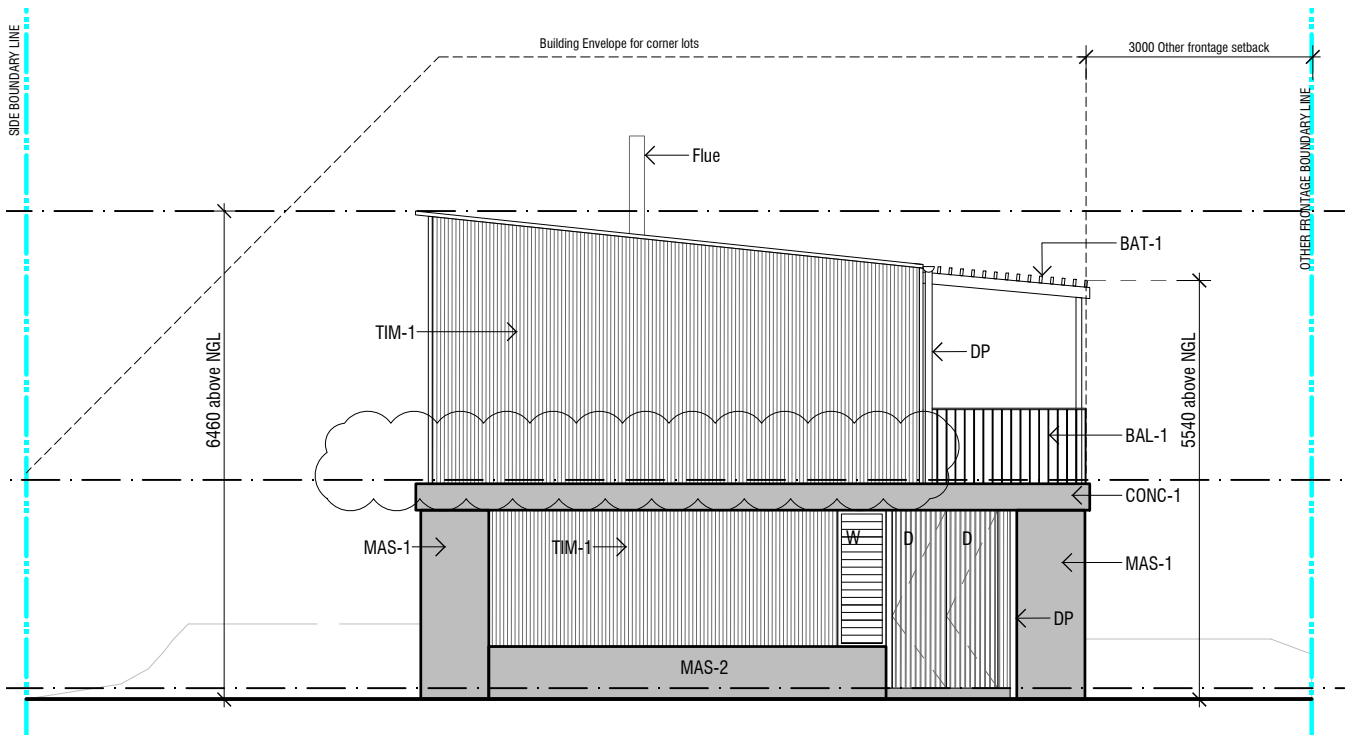 Building Envelope for corner lots
3000 Other frontage setback
SIDE BOUNDARY LINE
OTHER FRONTAGE BOUNDARY LINE
Flue
BAT-1
TIM-1
DP
6460 above NGL
5540 above NGL
BAL-1
CONC-1
MAS-1
TIM-1
W
D
D
MAS-1
DP
MAS-2